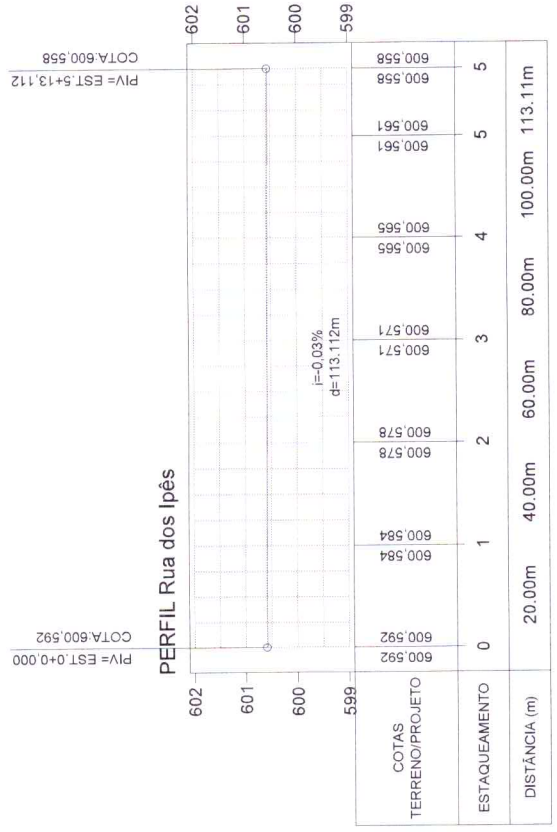 PERFIL Rua dos Ipês
PIV= EST.0+0,000
COTA:600,592
PIV= EST.5+13,112
COTA:600,558
602
601
600
599
602
601
600
599
i=-0,03%
d=113.112m
COTAS
TERRENO/PROJETO
600,592
600,592
600,584
600,584
600,578
600,578
600,571
600,571
600,565
600,565
600,561
600,561
600,558
600,558
ESTAQUEAMENTO
0 1 2 3 4 5 5
DISTÂNCIA (m)
20.00m 40.00m 60.00m 80.00m 100.00m 113.11m